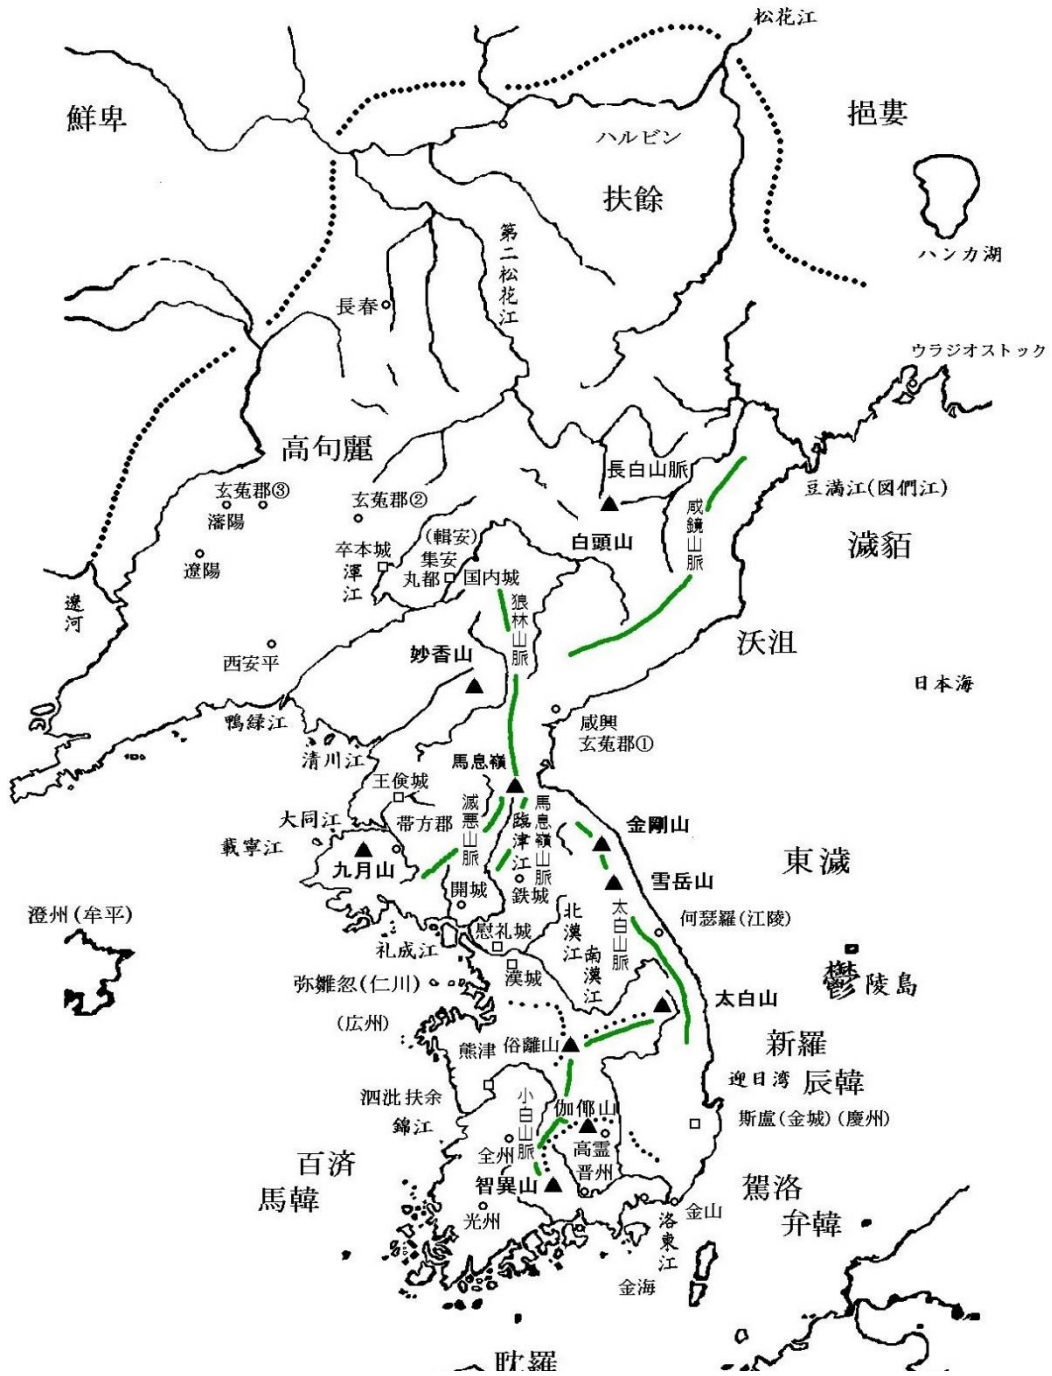 松花江
鮮卑
挹婁
ハルビン
扶餘
ハンカ湖
第二松花江
長春
ウラジオストック
高句麗
長白山脈
豆満江(図們江)
玄菟郡③
瀋陽
玄菟郡②
白頭山
咸鏡山脈
濊貊
遼陽
卒本城
渾江
(輯安)
集安
丸都
国内城
遼河
狼林山脈
沃沮
西安平
妙香山
日本海
鴨緑江
咸興
玄菟郡①
清川江
馬息嶺
王倹城
大同江
帯方郡
滅悪山脈
臨津江
馬息嶺山脈
金剛山
載寧江
九月山
東濊
雪岳山
開城
鉄城
太白山脈
何瑟羅(江陵)
澄州(牟平)
慰礼城
北漢江
礼成江
漢城
南漢江
弥雛忽(仁川)
鬱陵島
太白山
(広州)
熊津
俗離山
新羅
迎日湾
辰韓
泗沘扶余
小白山脈
伽倻山
斯盧(金城)(慶州)
錦江
全州
高霊
百済
晋州
智異山
駕洛
馬韓
光州
洛東江
金山
弁韓
金海
耽羅